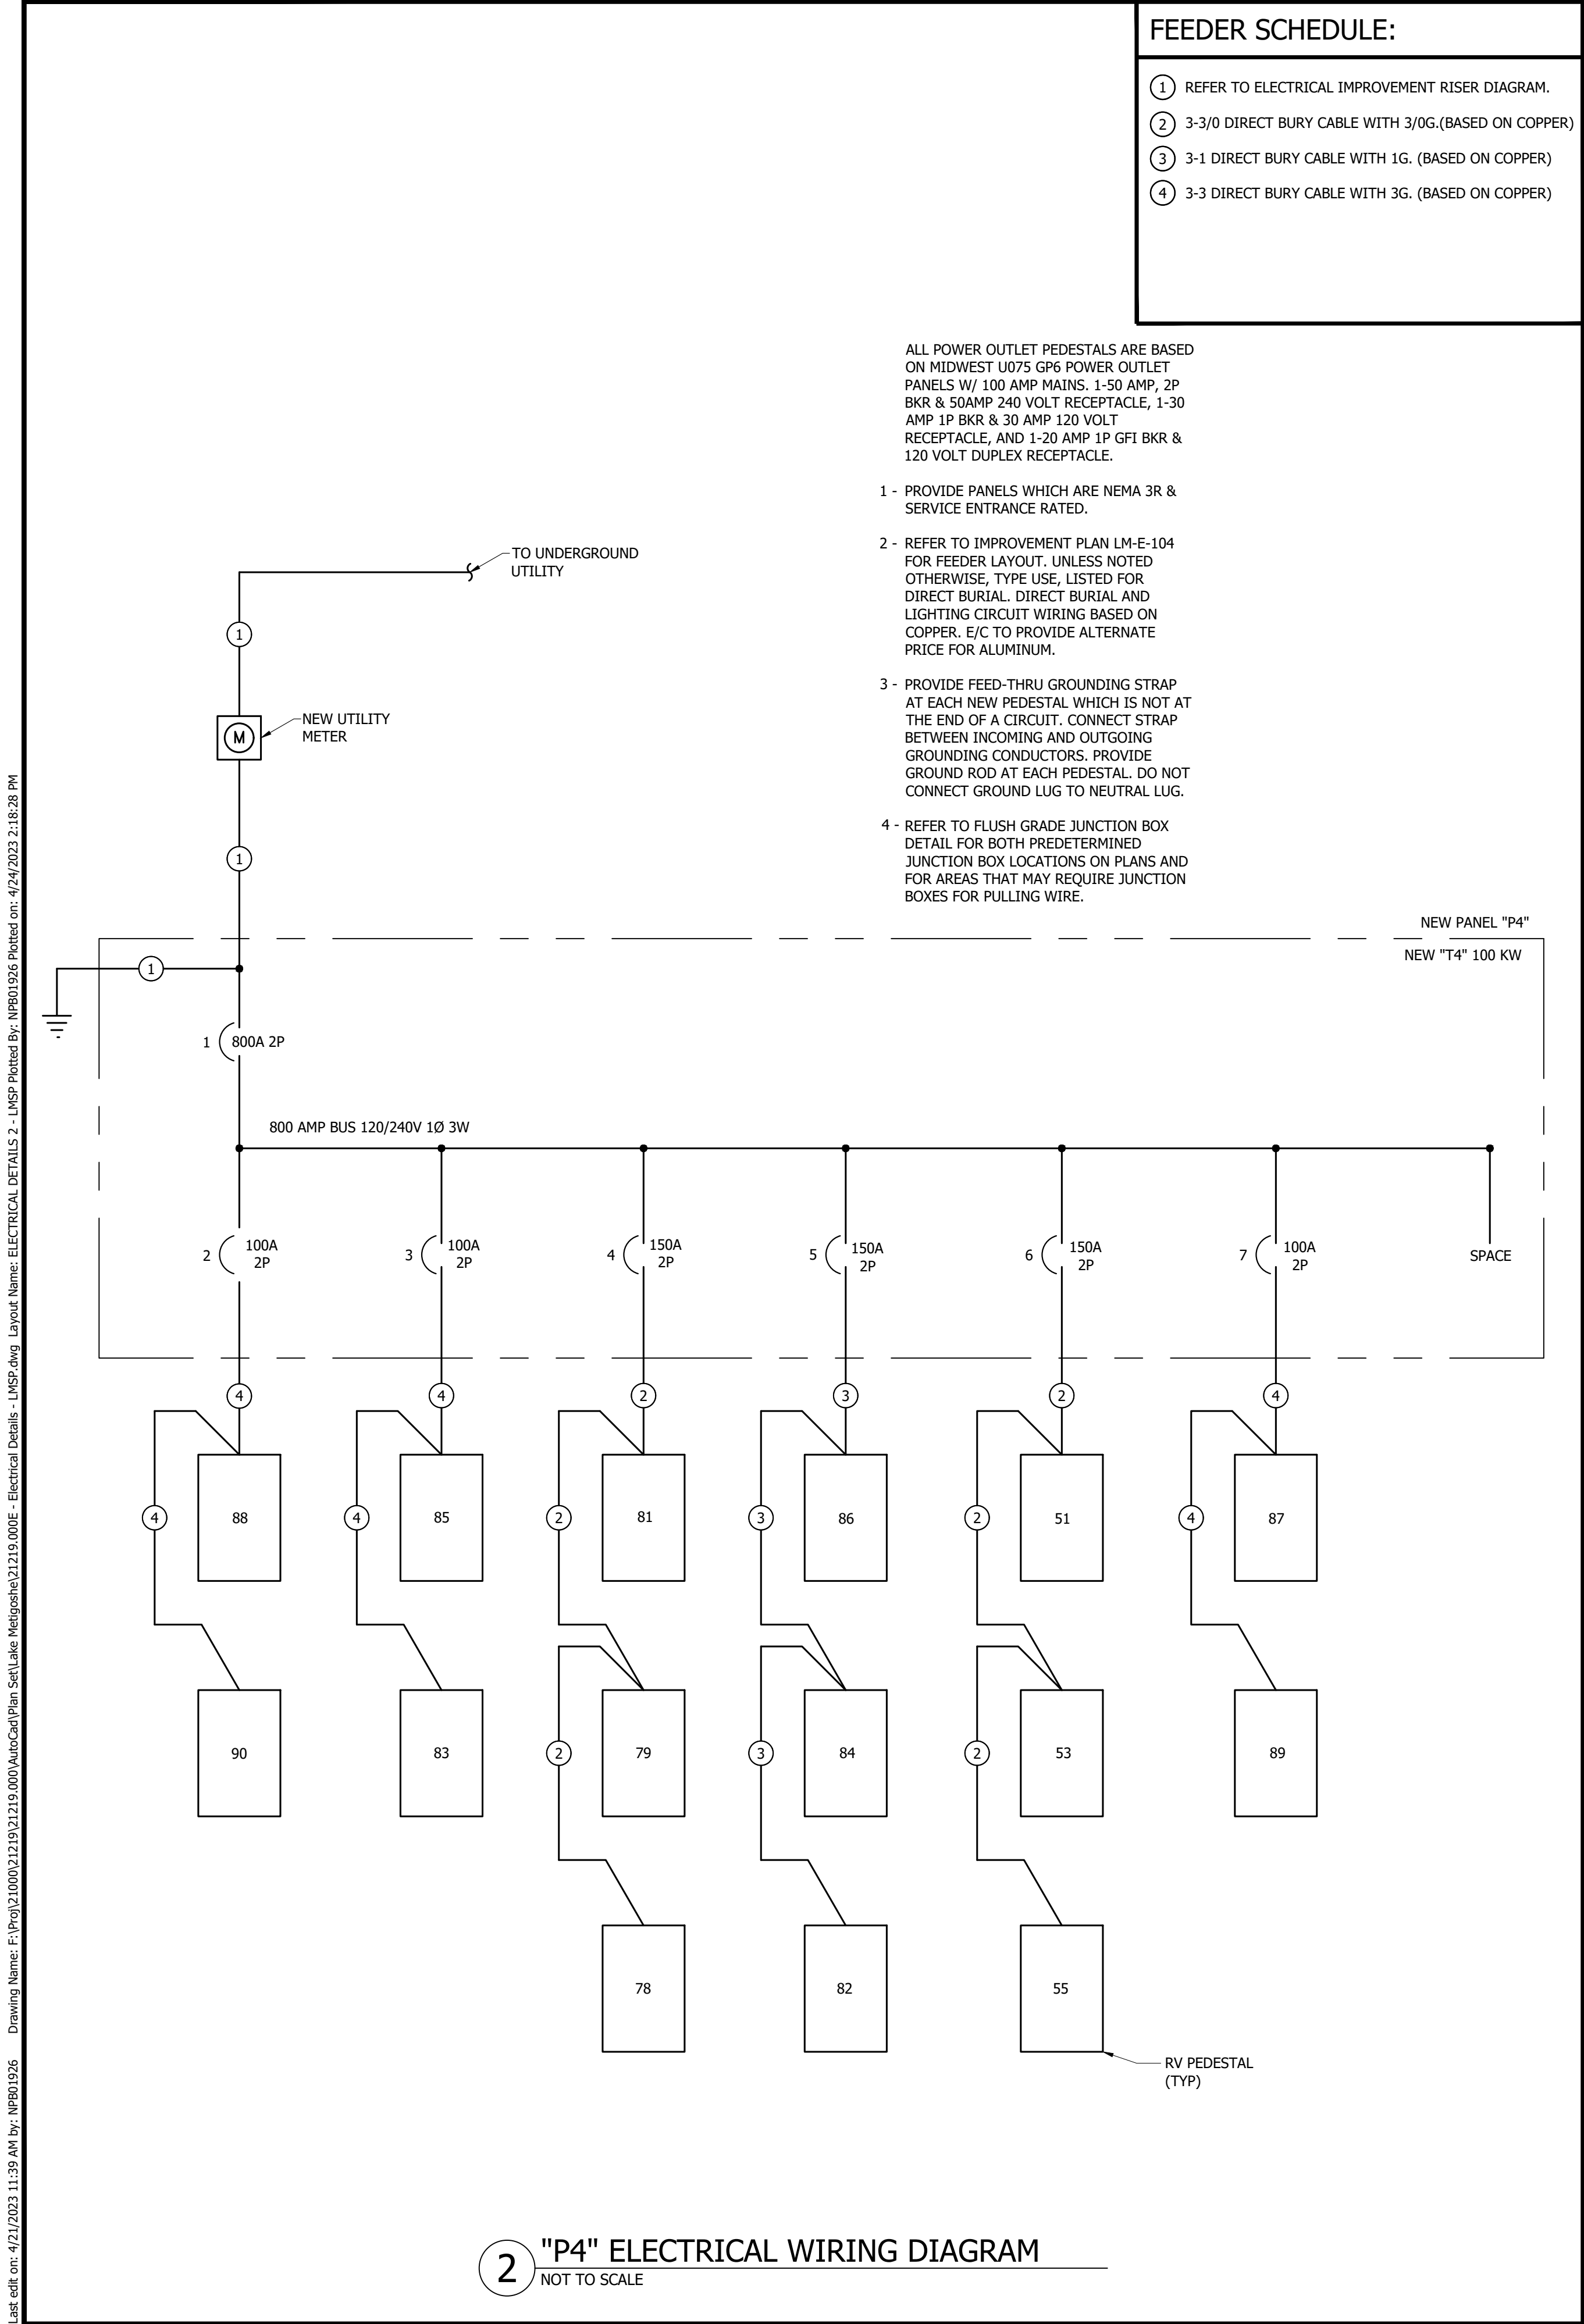 FEEDER SCHEDULE:
1 REFER TO ELECTRICAL IMPROVEMENT RISER DIAGRAM.
2 3-3/0 DIRECT BURY CABLE WITH 3/0G.(BASED ON COPPER)
3 3-1 DIRECT BURY CABLE WITH 1G. (BASED ON COPPER)
4 3-3 DIRECT BURY CABLE WITH 3G. (BASED ON COPPER)
ALL POWER OUTLET PEDESTALS ARE BASED
ON MIDWEST U075 GP6 POWER OUTLET
PANELS W/ 100 AMP MAINS. 1-50 AMP, 2P
BKR & 50AMP 240 VOLT RECEPTACLE, 1-30
AMP 1P BKR & 30 AMP 120 VOLT
RECEPTACLE, AND 1-20 AMP 1P GFI BKR &
120 VOLT DUPLEX RECEPTACLE.
1 - PROVIDE PANELS WHICH ARE NEMA 3R &
SERVICE ENTRANCE RATED.
2 - REFER TO IMPROVEMENT PLAN LM-E-104
FOR FEEDER LAYOUT. UNLESS NOTED
OTHERWISE, TYPE USE, LISTED FOR
DIRECT BURIAL. DIRECT BURIAL AND
LIGHTING CIRCUIT WIRING BASED ON
COPPER. E/C TO PROVIDE ALTERNATE
PRICE FOR ALUMINUM.
3 - PROVIDE FEED-THRU GROUNDING STRAP
AT EACH NEW PEDESTAL WHICH IS NOT AT
THE END OF A CIRCUIT. CONNECT STRAP
BETWEEN INCOMING AND OUTGOING
GROUNDING CONDUCTORS. PROVIDE
GROUND ROD AT EACH PEDESTAL. DO NOT
CONNECT GROUND LUG TO NEUTRAL LUG.
4 - REFER TO FLUSH GRADE JUNCTION BOX
DETAIL FOR BOTH PREDETERMINED
JUNCTION BOX LOCATIONS ON PLANS AND
FOR AREAS THAT MAY REQUIRE JUNCTION
BOXES FOR PULLING WIRE.
TO UNDERGROUND
UTILITY
1
NEW UTILITY
METER
M
1
NEW PANEL "P4"
NEW "T4" 100 KW
1
1 800A 2P
800 AMP BUS 120/240V 1Ø 3W
2 100A
2P
3 100A
2P
4 150A
2P
5 150A
2P
6 150A
2P
7 100A
2P
SPACE
4 4 2 3 2 4
4 88 4 85 2 81 3 86 2 51 4 87
90 83 2 79 3 84 2 53 89
78 82 55
RV PEDESTAL
(TYP)
2 "P4" ELECTRICAL WIRING DIAGRAM
NOT TO SCALE
Last edit on: 4/21/2023 11:39 AM by: NPB01926 Drawing Name: F:\Proj\21000\21219\21219.000\AutoCad\Plan Set\Lake Metigoshe\21219.000E - Electrical Details - LMSP.dwg Layout Name: ELECTRICAL DETAILS 2 - LMSP Plotted By: NPB01926 Plotted on: 4/24/2023 2:18:28 PM